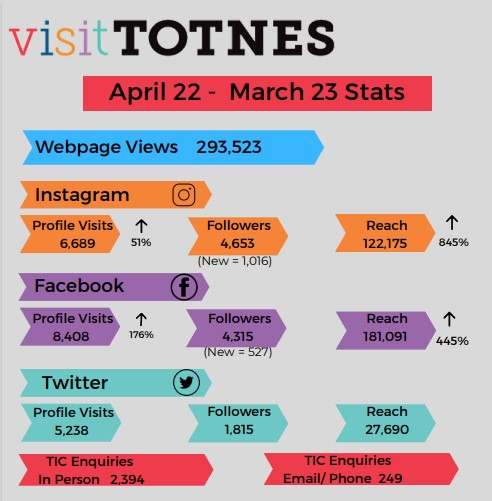 visit TOTNES
April 22 - March 23 Stats
Webpage Views 293,523
Instagram
Profile Visits
6,689
51%
Followers
4,653
(New = 1,016)
Reach
122,175
845%
Facebook
Profile Visits
8,408
176%
Followers
4,315
(New = 527)
Reach
181,091
445%
Twitter
Profile Visits
5,238
Followers
1,815
Reach
27,690
TIC Enquiries
In Person 2,394
TIC Enquiries
Email/ Phone 249